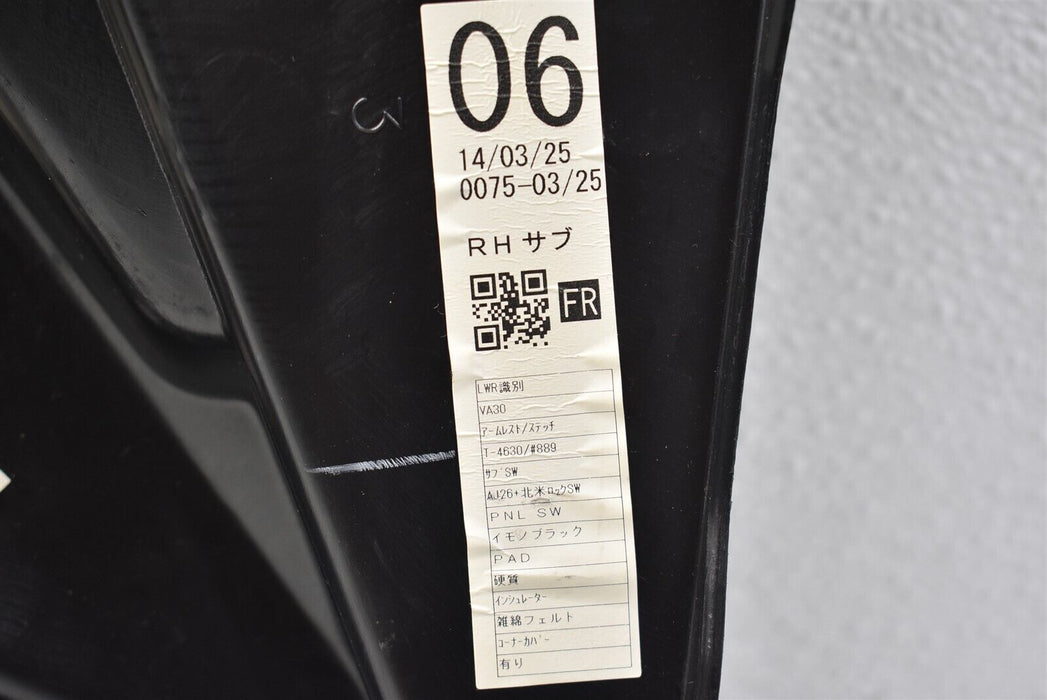 06
14/03/25
0075-03/25
RH サブ
FR
LWR識別
VA30
アームレスト/ステッチ
T-4630/#889
サブSW
AJ26+北米ロックSW
PNL SW
イモノブラック
PAD
硬質
インシュレーター
雑綿フェルト
コーナーカバー
有り
3